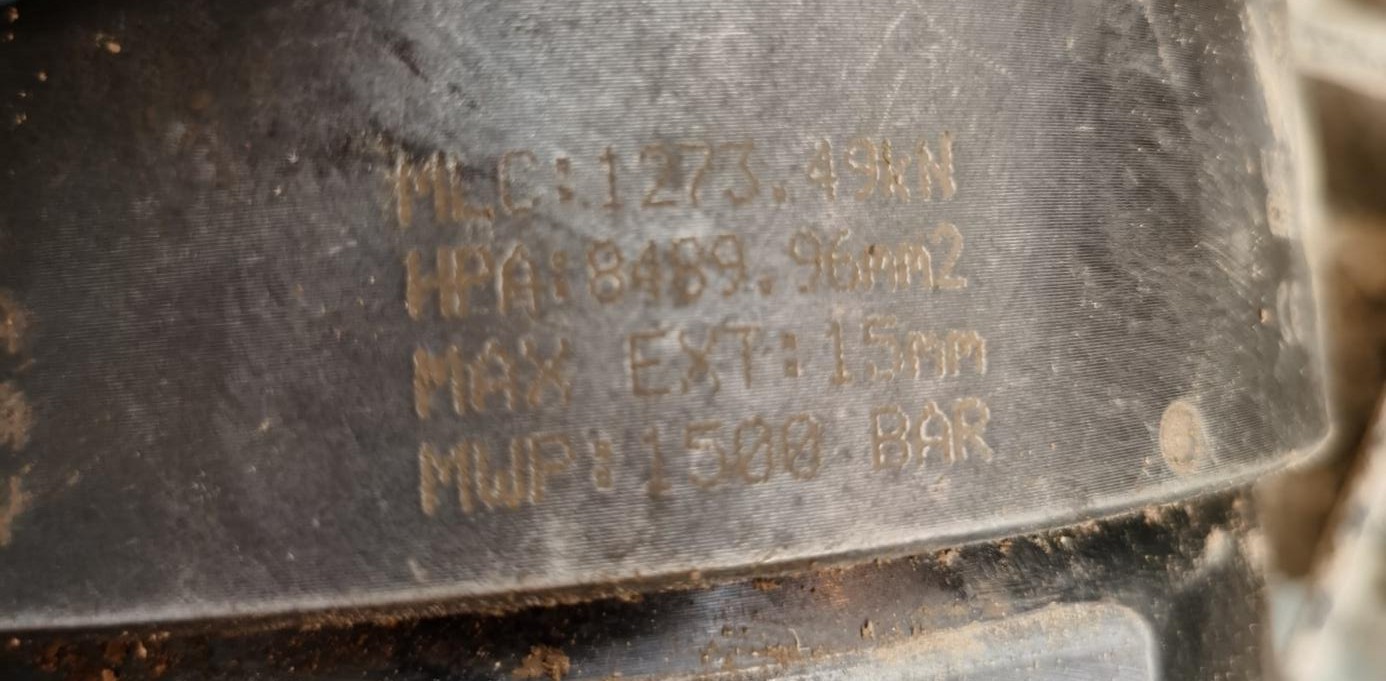 MLC:1273.49kN
HPA:8489.96mm2
MAX EXT:15mm
MWP:1500 BAR